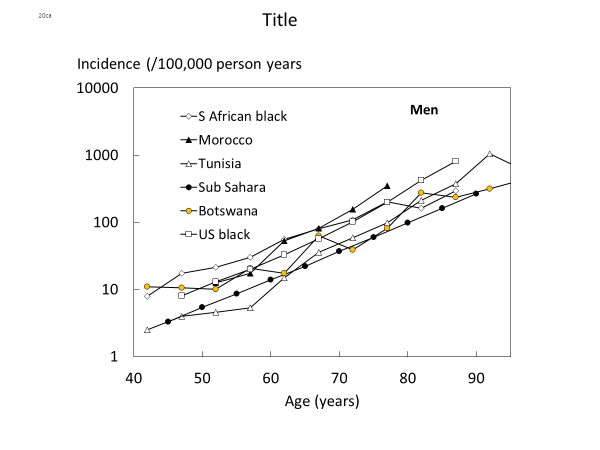 20ca
Title
Incidence (/100,000 person years
10000
1000
100
10
1
Men
S African black
Morocco
Tunisia
Sub Sahara
Botswana
US black
40 50 60 70 80 90
Age (years)